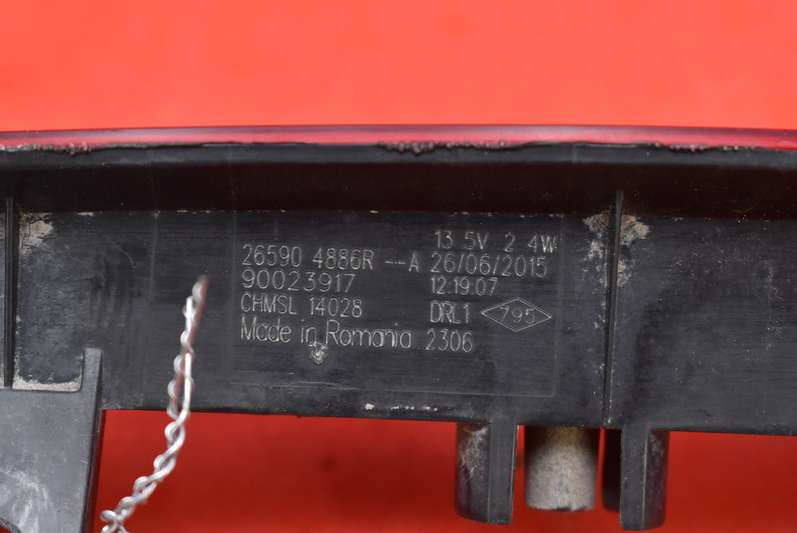 13 5V 2 4W
26590 4886R --A 26/06/2015
90023917 12:19:07
CHMSL 14028 DRL1 795
Made in Romania 2306